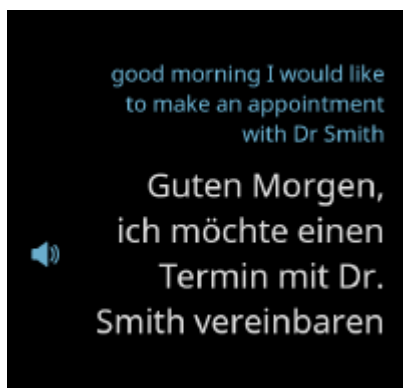 good morning I would like
to make an appointment
with Dr Smith
Guten Morgen,
ich möchte einen
Termin mit Dr.
Smith vereinbaren